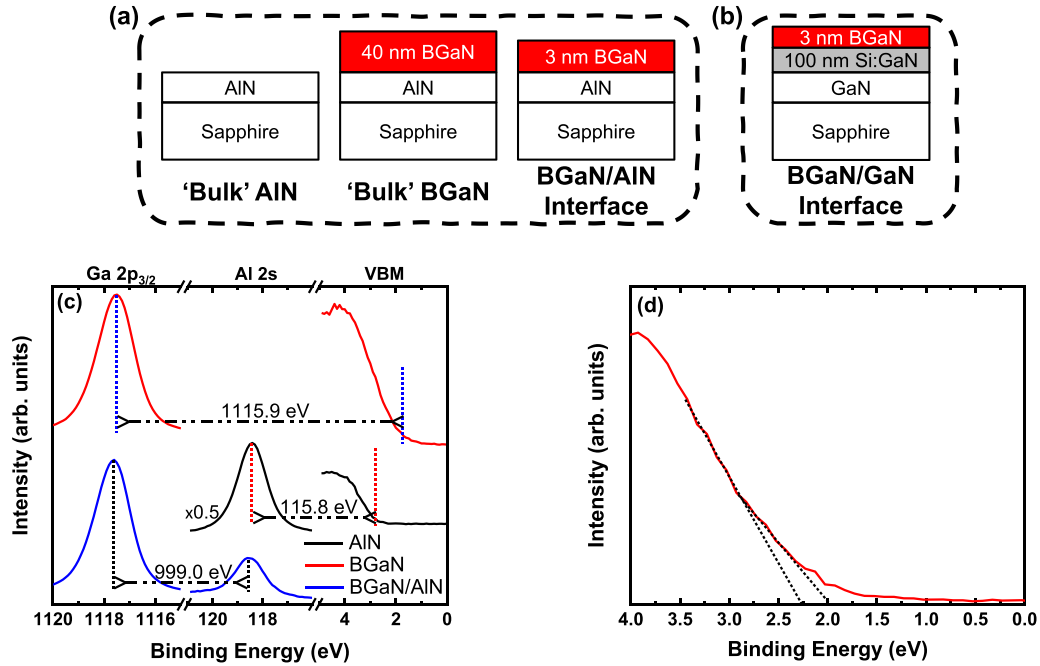 (a)
(b)
40 nm BGaN
3 nm BGaN
3 nm BGaN
100 nm Si:GaN
AlN
AlN
AlN
GaN
Sapphire
Sapphire
Sapphire
Sapphire
‘Bulk’ AlN
‘Bulk’ BGaN
BGaN/AlN
Interface
BGaN/GaN
Interface
Ga 2p3/2
Al 2s
VBM
(c)
1115.9 eV
x0.5
115.8 eV
999.0 eV
AlN
BGaN
BGaN/AlN
Intensity (arb. units)
1120 1118 1116 120 118 4 2 0
Binding Energy (eV)
(d)
Intensity (arb. units)
4.0 3.5 3.0 2.5 2.0 1.5 1.0 0.5 0.0
Binding Energy (eV)